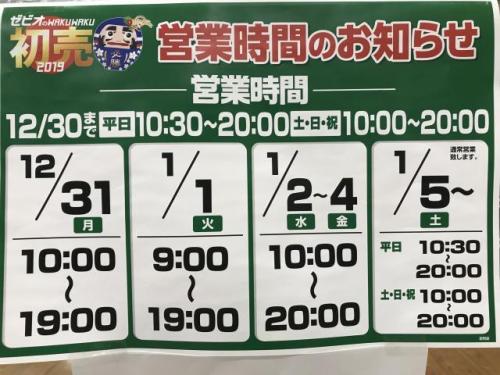 ゼビオのWAKUWAKU
初売
2019
必勝
営業時間のお知らせ
営業時間
12/30まで 平日 10:30〜20:00 土・日・祝 10:00〜20:00
12/31 月
10:00
〜
19:00
1/1 火
9:00
〜
19:00
1/2〜4 水 金
10:00
〜
20:00
通常営業
致します。
1/5〜 土
平日 10:30
〜
20:00
土・日・祝 10:00
〜
20:00